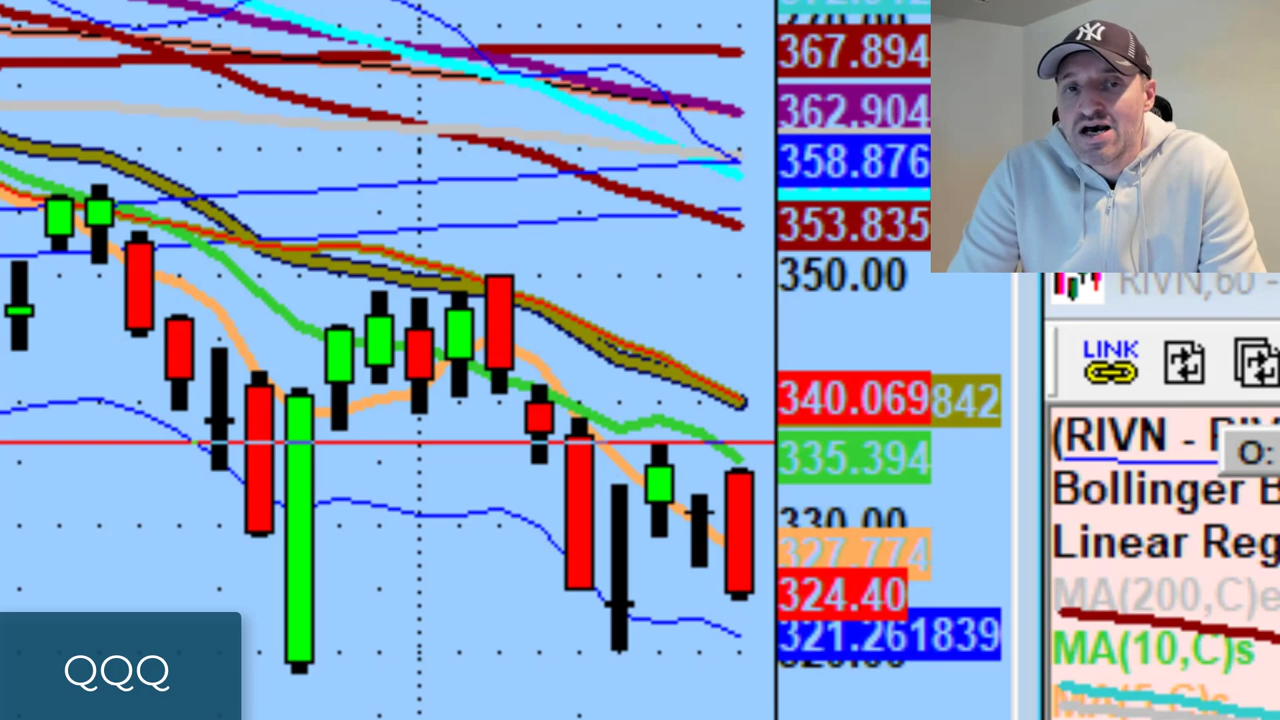 367.894
362.904
358.876
353.835
350.00
340.069842
335.394
330.00
327.774
324.40
321.261839
NY
RIVN,60 -
LINK
(RIVN -
O:
Bollinger B
Linear Reg
MA(200,C)e
MA(10,C)s
QQQ